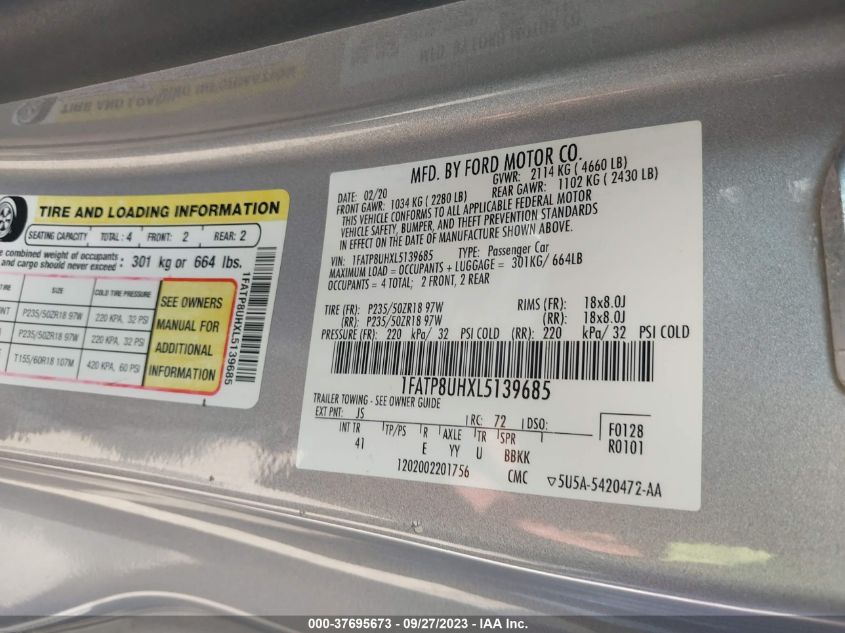 TIRE AND LOADING INFORMATION
SEATING CAPACITY TOTAL: 4 FRONT: 2 REAR: 2
combined weight of occupants and cargo should never exceed: 301 kg or 664 lbs.
SIZE COLD TIRE PRESSURE
P235/50ZR18 97W 220 KPA, 32 PSI
P235/50ZR18 97W 220 KPA, 32 PSI
T155/60R18 107M 420 KPA, 60 PSI
SEE OWNERS
MANUAL FOR
ADDITIONAL
INFORMATION
1FATP8UHXL5139685
MFD. BY FORD MOTOR CO.
DATE: 02/20 GVWR: 2114 KG ( 4660 LB)
FRONT GAWR: 1034 KG ( 2280 LB) REAR GAWR: 1102 KG ( 2430 LB)
THIS VEHICLE CONFORMS TO ALL APPLICABLE FEDERAL MOTOR
VEHICLE SAFETY, BUMPER, AND THEFT PREVENTION STANDARDS
IN EFFECT ON THE DATE OF MANUFACTURE SHOWN ABOVE.
VIN: 1FATP8UHXL5139685 TYPE: Passenger Car
MAXIMUM LOAD = OCCUPANTS + LUGGAGE = 301KG/ 664LB
OCCUPANTS = 4 TOTAL; 2 FRONT, 2 REAR
TIRE (FR): P235/50ZR18 97W RIMS (FR): 18x8.0J
(RR): P235/50ZR18 97W (RR): 18x8.0J
PRESSURE (FR): 220 kPa/ 32 PSI COLD (RR): 220 kPa/ 32 PSI COLD
1FATP8UHXL5139685
TRAILER TOWING - SEE OWNER GUIDE
EXT PNT: JS RC: 72 DSO: F0128
INT TR TP/PS R AXLE TR SPR R0101
41 E YY U BBKK
1202002201756 CMC ▽5U5A-5420472-AA
000-37695673 / 09/27/2023 - IAA Inc.